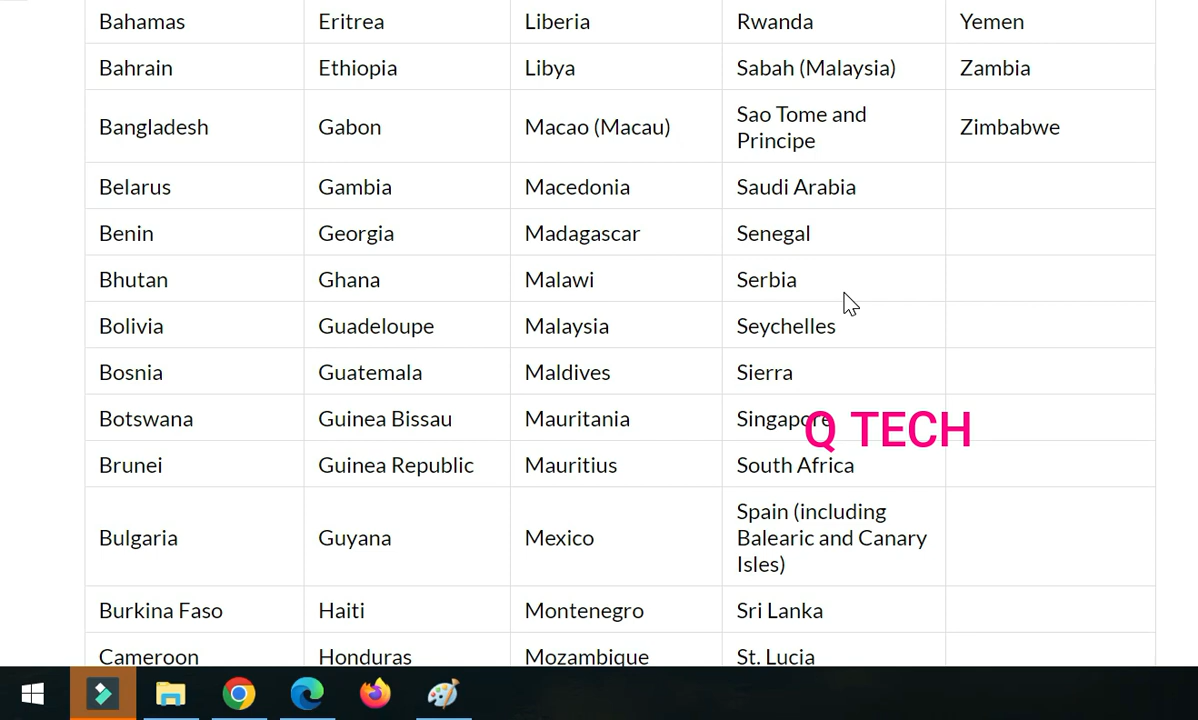 Bahamas Eritrea Liberia Rwanda Yemen
Bahrain Ethiopia Libya Sabah (Malaysia) Zambia
Bangladesh Gabon Macao (Macau) Sao Tome and Principe Zimbabwe
Belarus Gambia Macedonia Saudi Arabia
Benin Georgia Madagascar Senegal
Bhutan Ghana Malawi Serbia
Bolivia Guadeloupe Malaysia Seychelles
Bosnia Guatemala Maldives Sierra
Botswana Guinea Bissau Mauritania Singapore
Q TECH
Brunei Guinea Republic Mauritius South Africa
Bulgaria Guyana Mexico Spain (including Balearic and Canary Isles)
Burkina Faso Haiti Montenegro Sri Lanka
Cameroon Honduras Mozambique St. Lucia